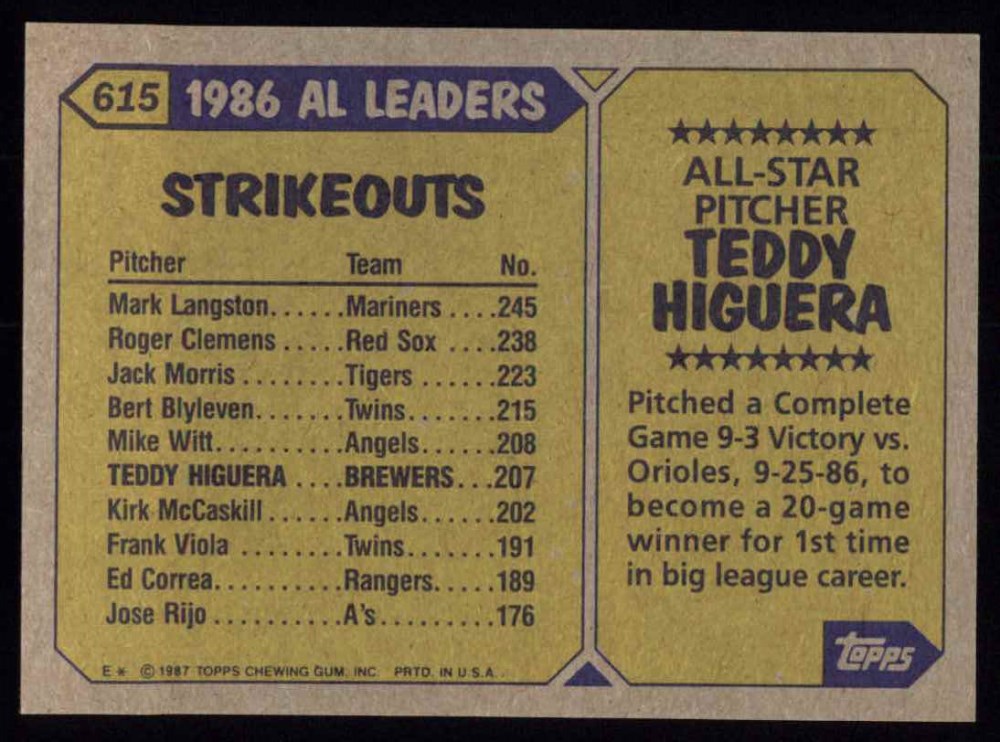 615 1986 AL LEADERS
STRIKEOUTS
Pitcher Team No.
Mark Langston......Mariners....245
Roger Clemens.....Red Sox ....238
Jack Morris........Tigers......223
Bert Blyleven.......Twins.......215
Mike Witt..........Angels......208
TEDDY HIGUERA ....BREWERS...207
Kirk McCaskill......Angels......202
Frank Viola ........Twins.......191
Ed Correa..........Rangers.....189
Jose Rijo ..........A's.........176
E * © 1987 TOPPS CHEWING GUM, INC. PRTD. IN U.S.A.
★★★★★★★★
ALL-STAR
PITCHER
TEDDY
HIGUERA
★★★★★★★★
Pitched a Complete
Game 9-3 Victory vs.
Orioles, 9-25-86, to
become a 20-game
winner for 1st time
in big league career.
topps